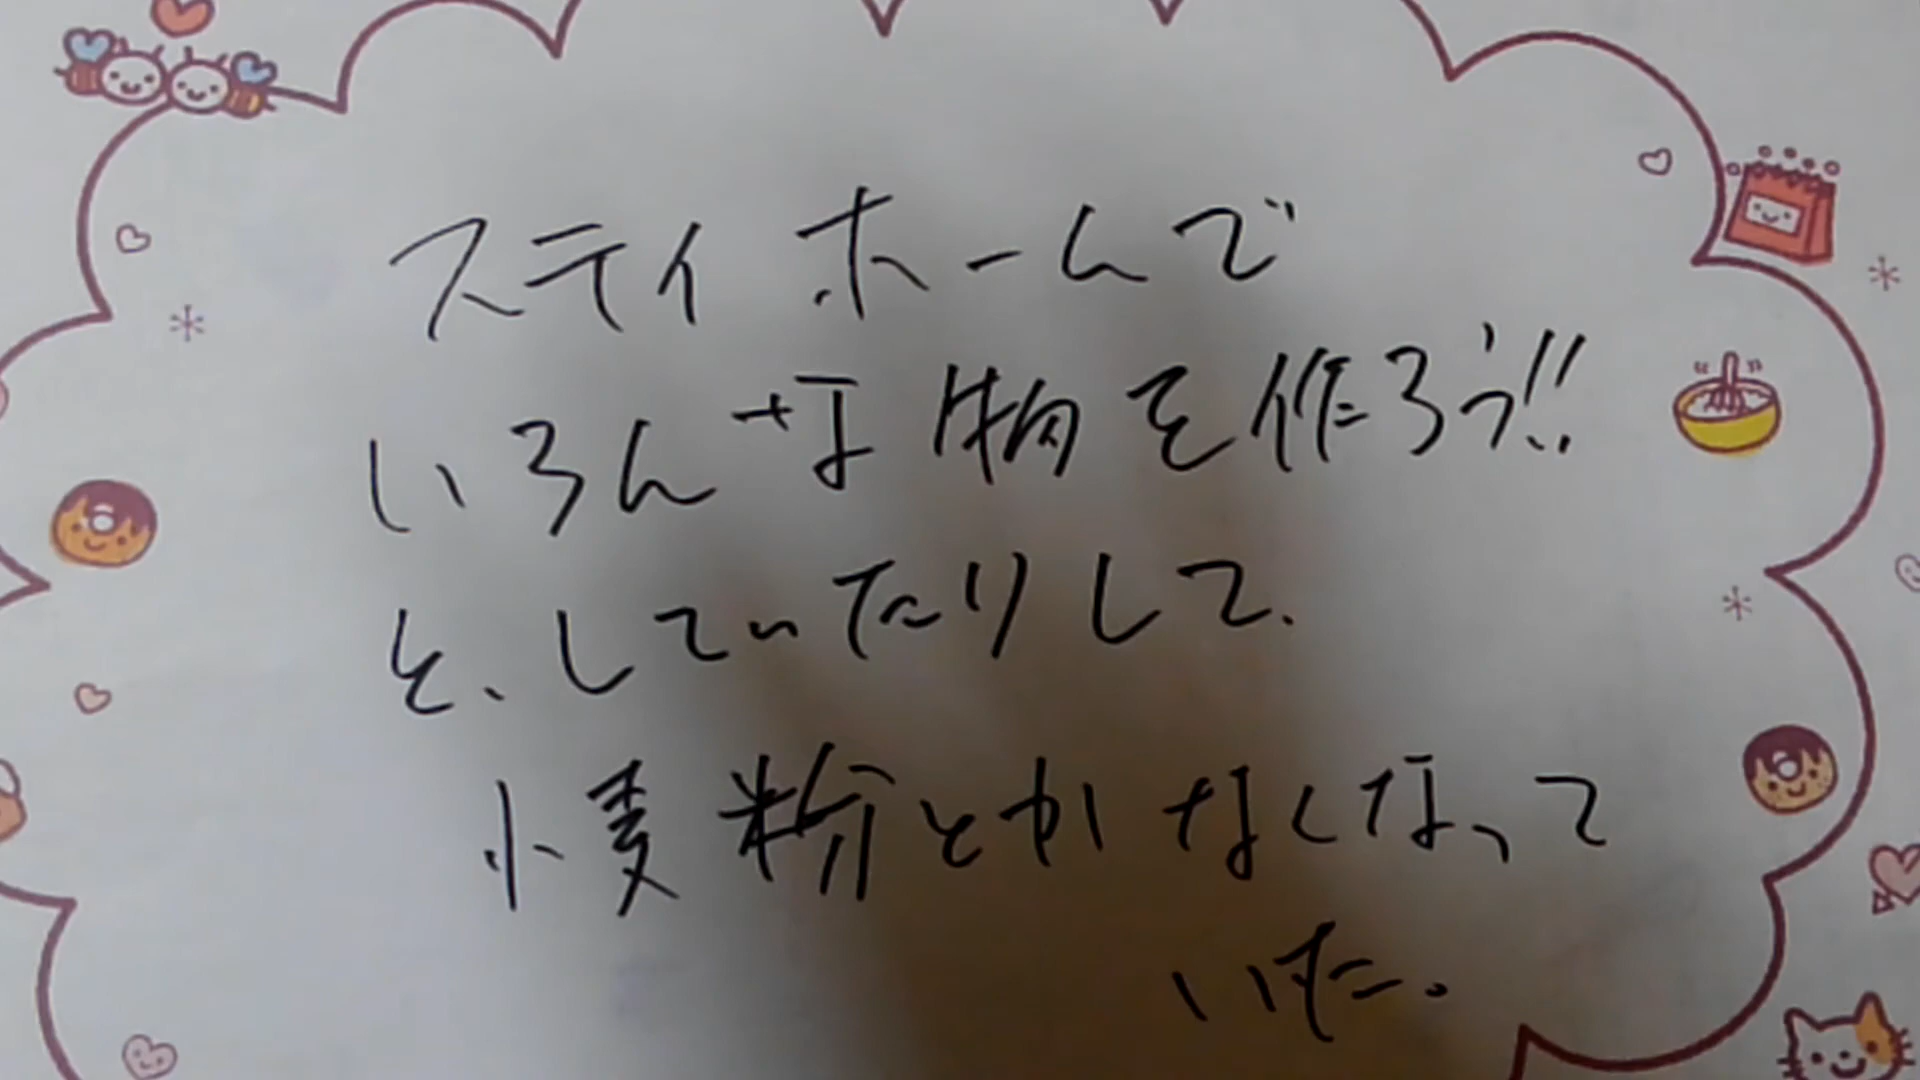 スティホームで
いろんな物を作ろう!!
と、していたりして、
小麦粉とかなくなって
いた。